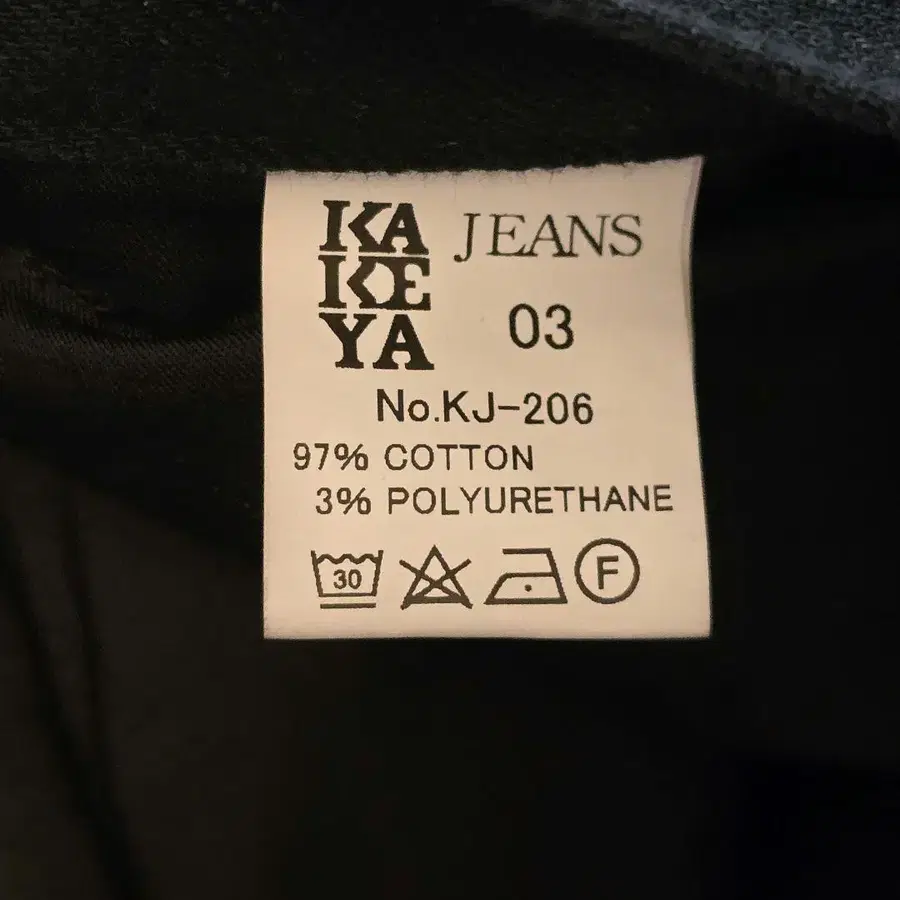 KA
KE
YA
JEANS
03
No.KJ-206
97% COTTON
3% POLYURETHANE
30
F